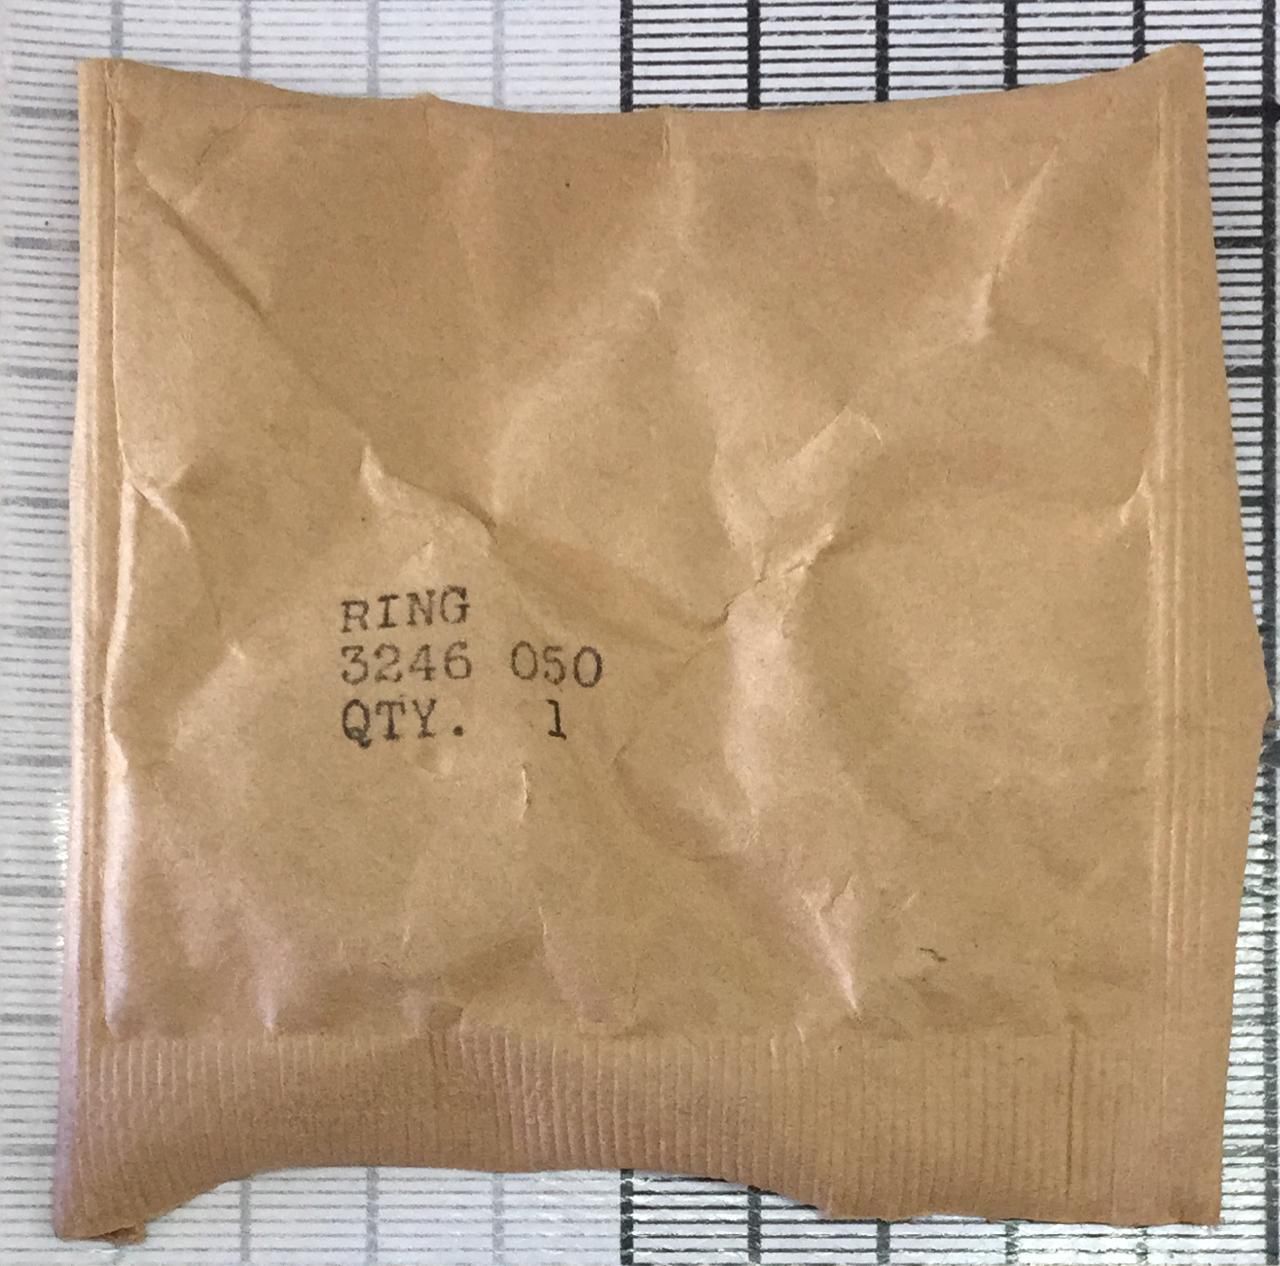 RING
3246 050
QTY. 1